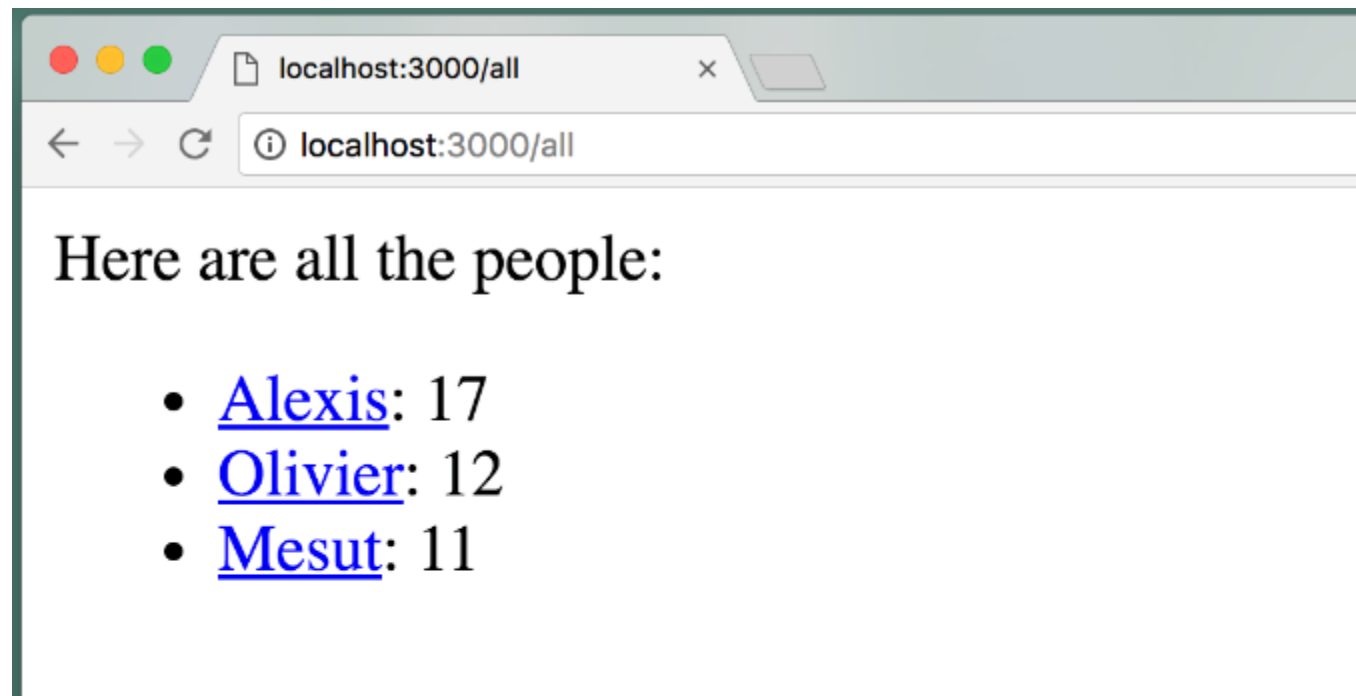 localhost:3000/all
localhost:3000/all
Here are all the people:
Alexis: 17
Olivier: 12
Mesut: 11